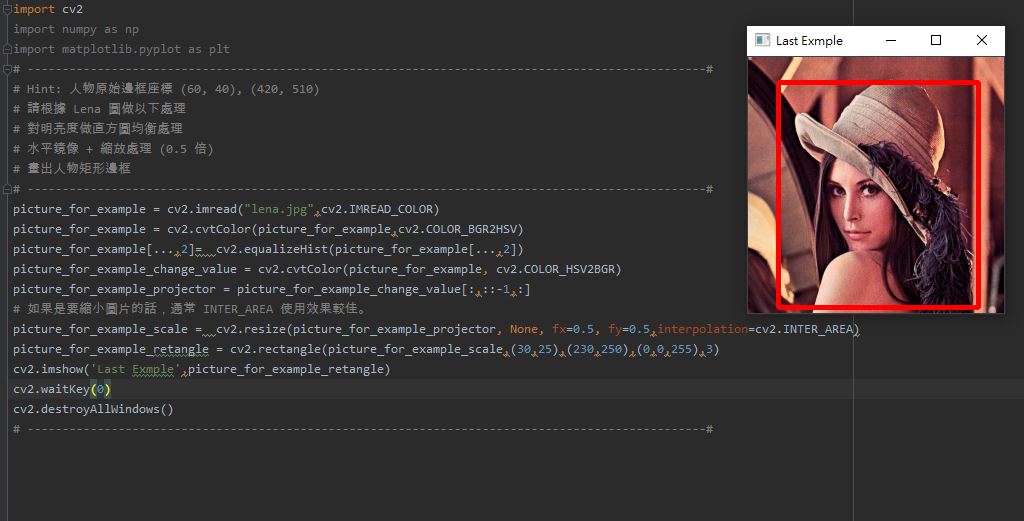 import cv2
import numpy as np
import matplotlib.pyplot as plt
# ---------------------------------------------------------------------------------------------#
# Hint: 人物原始邊框座標 (60, 40), (420, 510)
# 請根據 Lena 圖做以下處理
# 對明亮度做直方圖均衡處理
# 水平鏡像 + 縮放處理 (0.5 倍)
# 畫出人物矩形邊框
# ---------------------------------------------------------------------------------------------#
picture_for_example = cv2.imread("lena.jpg",cv2.IMREAD_COLOR)
picture_for_example = cv2.cvtColor(picture_for_example,cv2.COLOR_BGR2HSV)
picture_for_example[...,2]=  cv2.equalizeHist(picture_for_example[...,2])
picture_for_example_change_value = cv2.cvtColor(picture_for_example, cv2.COLOR_HSV2BGR)
picture_for_example_projector = picture_for_example_change_value[:,::-1,:]
# 如果是要縮小圖片的話，通常 INTER_AREA 使用效果較佳。
picture_for_example_scale =  cv2.resize(picture_for_example_projector, None, fx=0.5, fy=0.5,interpolation=cv2.INTER_AREA)
picture_for_example_retangle = cv2.rectangle(picture_for_example_scale,(30,25),(230,250),(0,0,255),3)
cv2.imshow('Last Exmple',picture_for_example_retangle)
cv2.waitKey(0)
cv2.destroyAllWindows()
# ---------------------------------------------------------------------------------------------#
Last Exmple